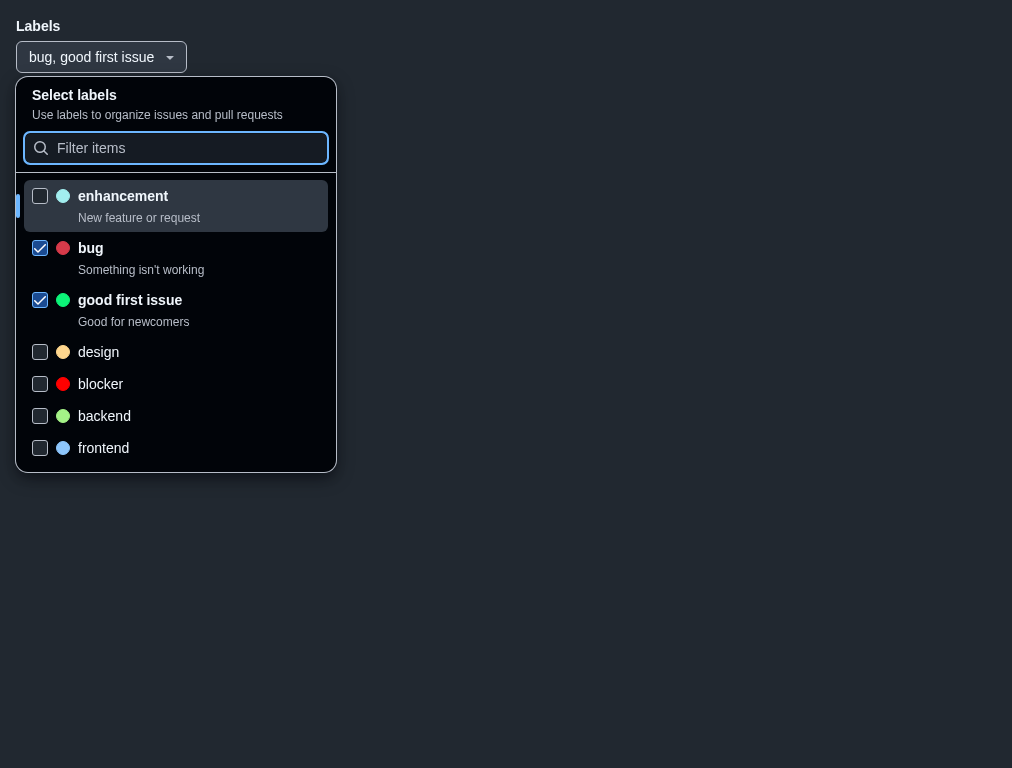 Labels
bug, good first issue
Select labels
Use labels to organize issues and pull requests
Filter items
enhancement
New feature or request
bug
Something isn't working
good first issue
Good for newcomers
design
blocker
backend
frontend